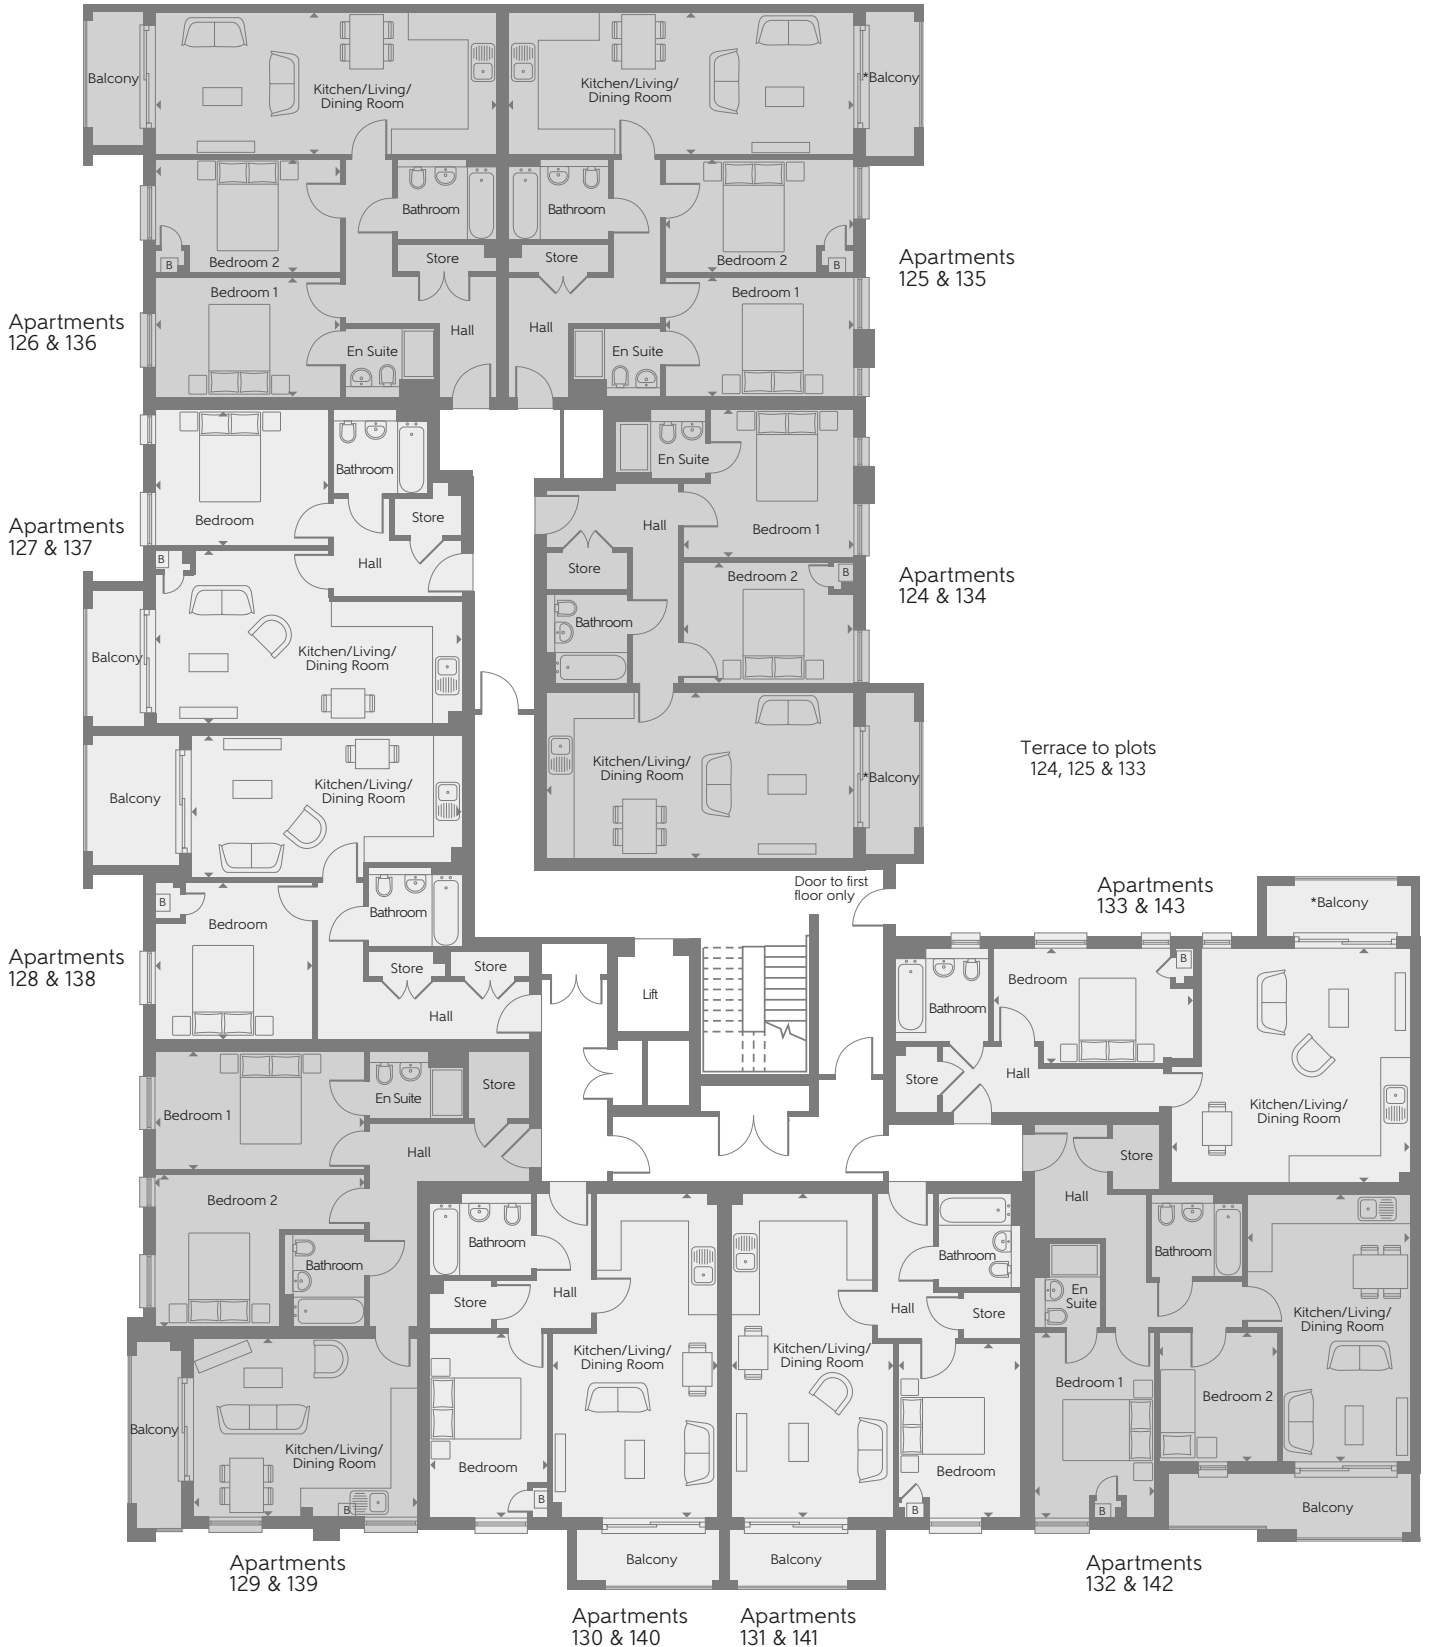 Balcony
Kitchen/Living/
Dining Room
Kitchen/Living/
Dining Room
*Balcony
Bathroom
Bathroom
Store
Store
Bedroom 2
B
Bedroom 2
B
Apartments
125 & 135
Bedroom 1
Bedroom 1
Apartments
126 & 136
Hall
Hall
En Suite
En Suite
Bathroom
En Suite
Bedroom
Store
Apartments
127 & 137
Hall
Bedroom 1
B
Hall
Store
Bedroom 2
B
Apartments
124 & 134
Bathroom
Balcony
Kitchen/Living/
Dining Room
Kitchen/Living/
Dining Room
*Balcony
Terrace to plots
124, 125 & 133
Balcony
Kitchen/Living/
Dining Room
Door to first
floor only
Apartments
133 & 143
*Balcony
B
Bedroom
Bathroom
Apartments
128 & 138
Store
Store
Hall
Lift
Bathroom
Bedroom
B
Store
Hall
Kitchen/Living/
Dining Room
Bedroom 1
En Suite
Store
Hall
Store
Hall
Bedroom 2
Bathroom
Bathroom
Store
Hall
Bathroom
Hall
Store
Bathroom
En
Suite
Kitchen/Living/
Dining Room
Kitchen/Living/
Dining Room
Kitchen/Living/
Dining Room
Bedroom 1
Bedroom 2
Balcony
Kitchen/Living/
Dining Room
B
Bedroom
B
Bedroom
B
B
Balcony
Apartments
129 & 139
Balcony
Balcony
Apartments
132 & 142
Apartments
130 & 140
Apartments
131 & 141